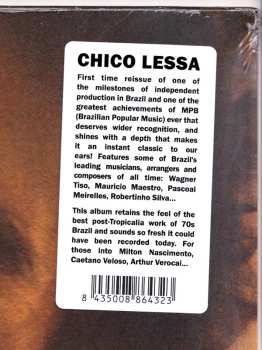 CHICO LESSA
First time reissue of one of
the milestones of independent
production in Brazil and one of the
greatest achievements of MPB
(Brazilian Popular Music) ever that
deserves wider recognition, and
shines with a depth that makes
it an instant classic to our
ears! Features some of Brazil's
leading musicians, arrangers and
composers of all time: Wagner
Tiso, Mauricio Maestro, Pascoal
Meirelles, Robertinho Silva...
This album retains the feel of the
best post-Tropicalia work of 70s
Brazil and sounds so fresh it could
have been recorded today. For
those into Milton Nascimento,
Caetano Veloso, Arthur Verocai...
8 435008 864323